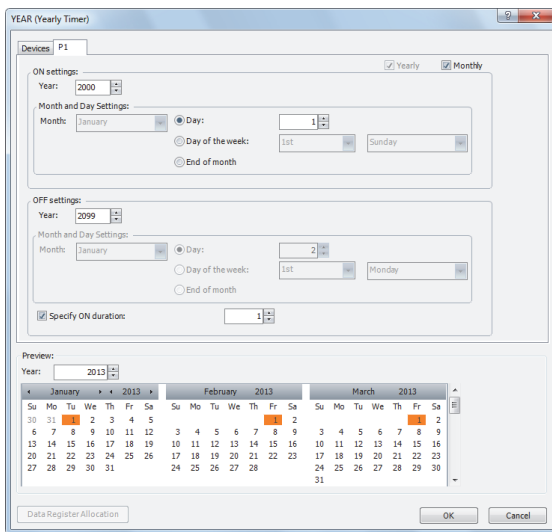 YEAR (Yearly Timer)
Devices P1
Yearly Monthly
ON settings:
Year: 2000
Month and Day Settings:
Month: January Day: 1
Day of the week: 1st Sunday
End of month
OFF settings:
Year: 2099
Month and Day Settings:
Month: January Day: 2
Day of the week: 1st Monday
End of month
Specify ON duration: 1
Preview:
Year: 2013
January 2013 February 2013 March 2013
Su Mo Tu We Th Fr Sa Su Mo Tu We Th Fr Sa Su Mo Tu We Th Fr Sa
30 31 1 2 3 4 5 1 2 1 2
6 7 8 9 10 11 12 3 4 5 6 7 8 9 3 4 5 6 7 8 9
13 14 15 16 17 18 19 10 11 12 13 14 15 16 10 11 12 13 14 15 16
20 21 22 23 24 25 26 17 18 19 20 21 22 23 17 18 19 20 21 22 23
27 28 29 30 31 24 25 26 27 28 24 25 26 27 28 29 30
31
Data Register Allocation OK Cancel